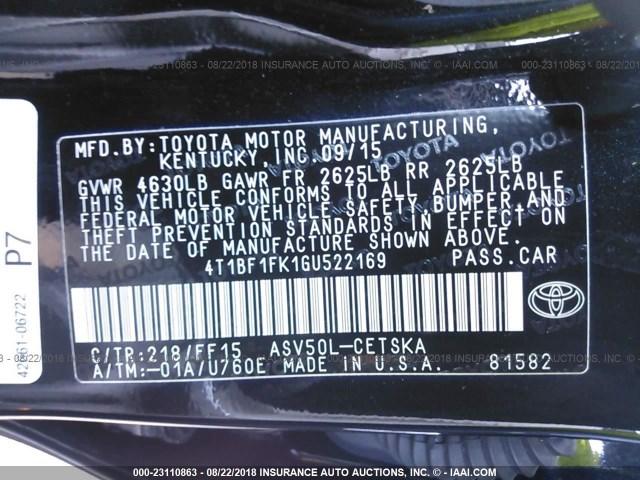 000-23110863 - 08/22/2018 INSURANCE AUTO AUCTIONS, INC. - © IAAI.COM
MFD.BY:TOYOTA MOTOR MANUFACTURING,
KENTUCKY, INC. 09/15
GVWR 4630LB GAWR FR 2625LB RR 2625LB
THIS VEHICLE CONFORMS TO ALL APPLICABLE
FEDERAL MOTOR VEHICLE SAFETY, BUMPER, AND
THEFT PREVENTION STANDARDS IN EFFECT ON
THE DATE OF MANUFACTURE SHOWN ABOVE.
4T1BF1FK1GU522169 PASS.CAR
C/TR:218/FF15 ASV50L-CETSKA
A/TM:-01A/U760E MADE IN U.S.A. 81582
TOYOTA
P7
42661-06722
000-23110863 - 08/22/2018 INSURANCE AUTO AUCTIONS, INC. - © IAAI.COM